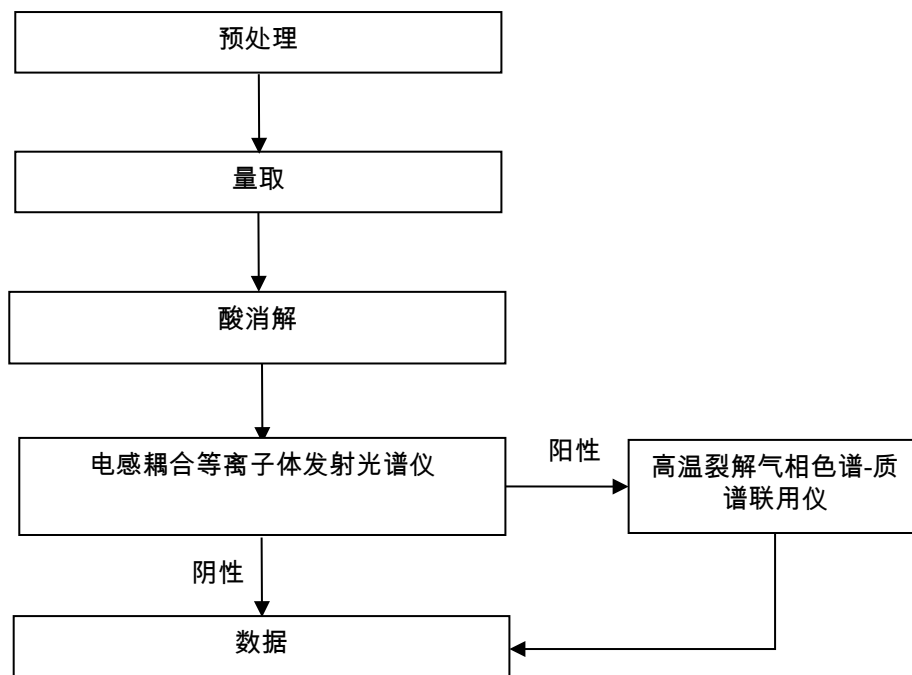 预处理
量取
酸消解
电感耦合等离子体发射光谱仪
阳性
高温裂解气相色谱-质
谱联用仪
阴性
数据